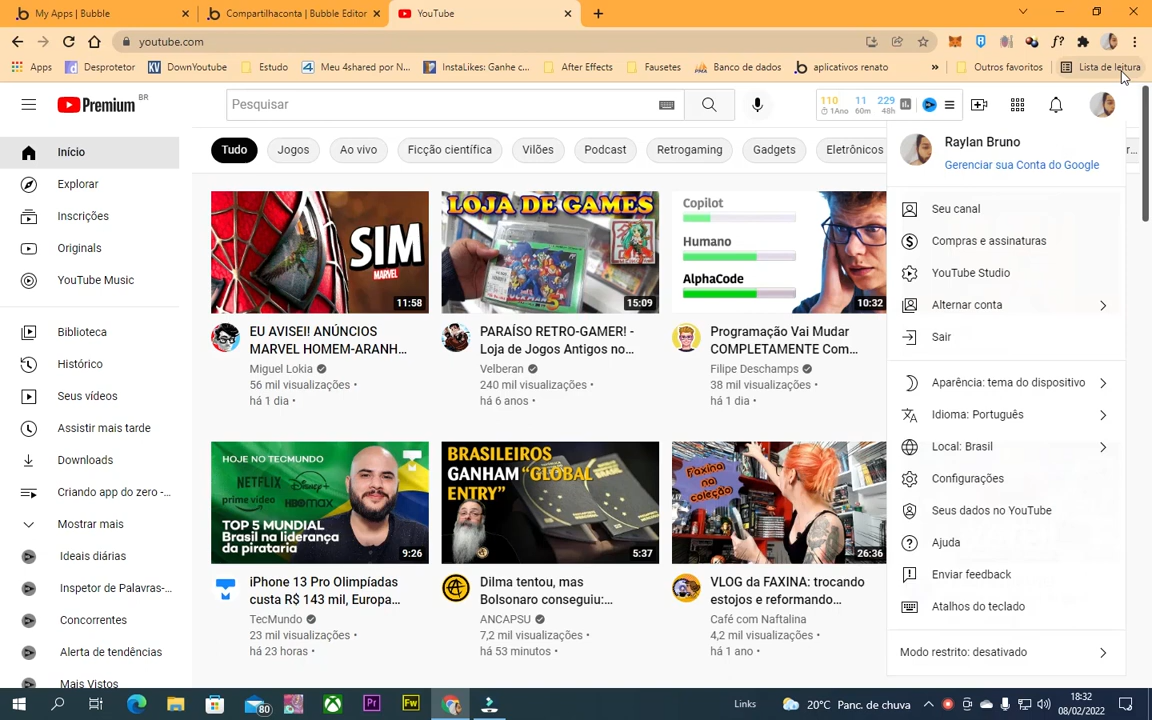 My Apps | Bubble
Compartilhaconta | Bubble Editor
YouTube
youtube.com
Apps
Desprotetor
DownYoutube
Estudo
Meu 4shared por N...
InstaLikes: Ganhe c...
After Effects
Fausetes
Banco de dados
aplicativos renato
»
Outros favoritos
Lista de leitura
Premium BR
Pesquisar
110 11 229
1Ano 60m 48h
Início
Explorar
Inscrições
Originals
YouTube Music
Biblioteca
Histórico
Seus vídeos
Assistir mais tarde
Downloads
Criando app do zero -...
Mostrar mais
Ideais diárias
Inspetor de Palavras-...
Concorrentes
Alerta de tendências
Mais Vistos
Tudo
Jogos
Ao vivo
Ficção científica
Vilões
Podcast
Retrogaming
Gadgets
Eletrônicos
r...
SIM
MARVEL
11:58
EU AVISEI! ANÚNCIOS
MARVEL HOMEM-ARANH...
Miguel Lokia
56 mil visualizações •
há 1 dia •
LOJA DE GAMES
15:09
PARAÍSO RETRO-GAMER! -
Loja de Jogos Antigos no...
Velberan
240 mil visualizações •
há 6 anos •
Copilot
Humano
AlphaCode
10:32
Programação Vai Mudar
COMPLETAMENTE Com...
Filipe Deschamps
38 mil visualizações •
há 1 dia •
HOJE NO TECMUNDO
NETFLIX
Disney+
prime video
HBOMAX
TOP 5 MUNDIAL
Brasil na liderança
da pirataria
9:26
iPhone 13 Pro Olimpíadas
custa R$ 143 mil, Europa...
TecMundo
23 mil visualizações •
há 23 horas •
BRASILEIROS
GANHAM "GLOBAL
ENTRY"
5:37
Dilma tentou, mas
Bolsonaro conseguiu:...
ANCAPSU
7,2 mil visualizações •
há 53 minutos •
Faxina
na
coleção
26:36
VLOG da FAXINA: trocando
estojos e reformando...
Café com Naftalina
4,2 mil visualizações •
há 1 ano •
Raylan Bruno
Gerenciar sua Conta do Google
Seu canal
Compras e assinaturas
YouTube Studio
Alternar conta
Sair
Aparência: tema do dispositivo
Idioma: Português
Local: Brasil
Configurações
Seus dados no YouTube
Ajuda
Enviar feedback
Atalhos do teclado
Modo restrito: desativado
80
Pr
Fw
Links
20°C Panc. de chuva
18:32
08/02/2022